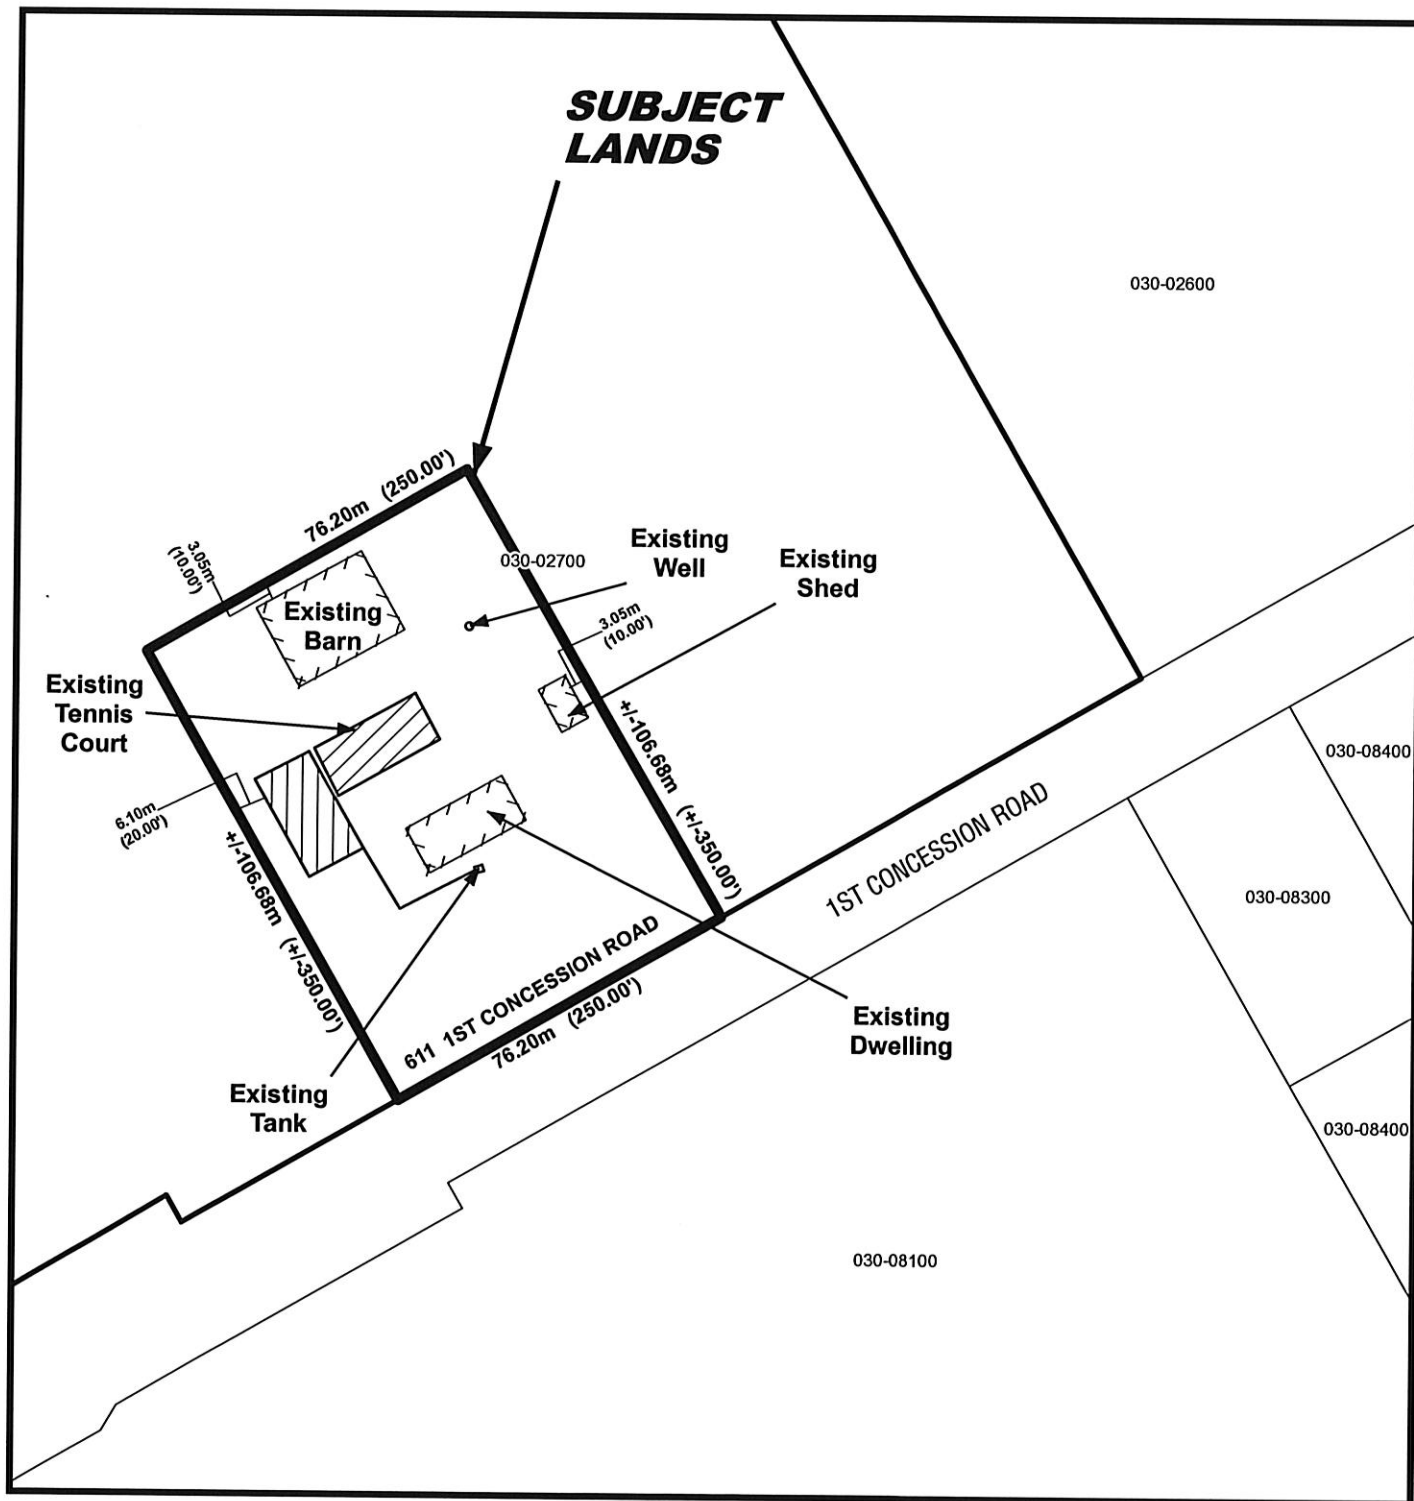 SUBJECT
LANDS
030-02600
76.20m (250.00')
3.05m
(10.00')
030-02700
Existing
Well
Existing
Shed
Existing
Barn
3.05m
(10.00')
Existing
Tennis
Court
+/-106.68m (+/-350.00')
030-08400
6.10m
(20.00')
+/-106.68m (+/-350.00')
1ST CONCESSION ROAD
030-08300
611 1ST CONCESSION ROAD
76.20m (250.00')
Existing
Dwelling
Existing
Tank
030-08400
030-08100